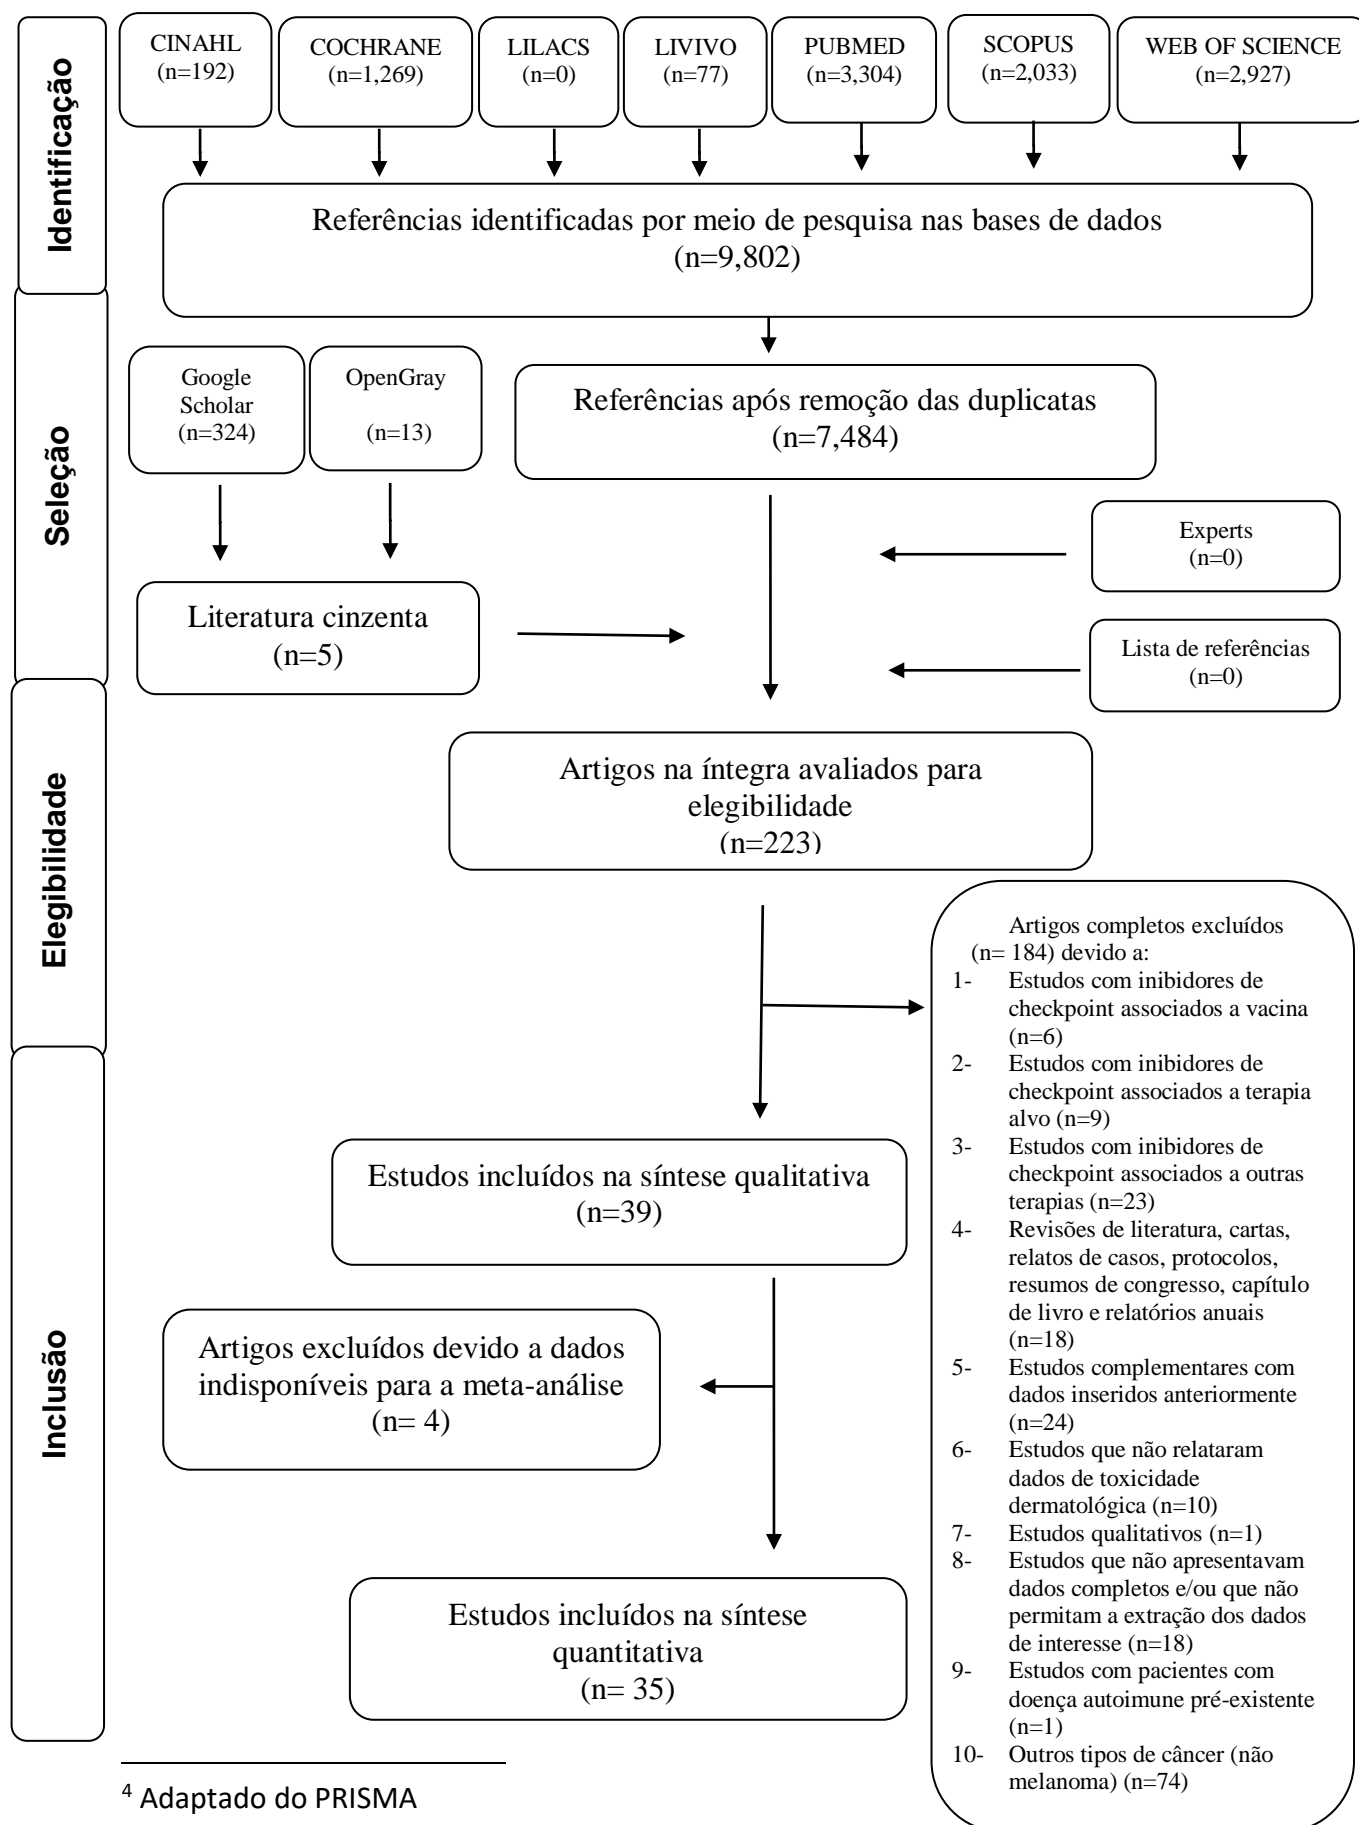 Identificação
CINAHL
(n=192)
COCHRANE
(n=1,269)
LILACS
(n=0)
LIVIVO
(n=77)
PUBMED
(n=3,304)
SCOPUS
(n=2,033)
WEB OF SCIENCE
(n=2,927)
Referências identificadas por meio de pesquisa nas bases de dados
(n=9,802)
Seleção
Google
Scholar
(n=324)
OpenGray
(n=13)
Referências após remoção das duplicatas
(n=7,484)
Experts
(n=0)
Literatura cinzenta
(n=5)
Lista de referências
(n=0)
Elegibilidade
Artigos na íntegra avaliados para
elegibilidade
(n=223)
Artigos completos excluídos
(n= 184) devido a:
1- Estudos com inibidores de
checkpoint associados a vacina
(n=6)
2- Estudos com inibidores de
checkpoint associados a terapia
alvo (n=9)
3- Estudos com inibidores de
checkpoint associados a outras
terapias (n=23)
4- Revisões de literatura, cartas,
relatos de casos, protocolos,
resumos de congresso, capítulo
de livro e relatórios anuais
(n=18)
5- Estudos complementares com
dados inseridos anteriormente
(n=24)
6- Estudos que não relataram
dados de toxicidade
dermatológica (n=10)
7- Estudos qualitativos (n=1)
8- Estudos que não apresentavam
dados completos e/ou que não
permitam a extração dos dados
de interesse (n=18)
9- Estudos com pacientes com
doença autoimune pré-existente
(n=1)
10- Outros tipos de câncer (não
melanoma) (n=74)
Inclusão
Estudos incluídos na síntese qualitativa
(n=39)
Artigos excluídos devido a dados
indisponíveis para a meta-análise
(n= 4)
Estudos incluídos na síntese
quantitativa
(n= 35)
4 Adaptado do PRISMA